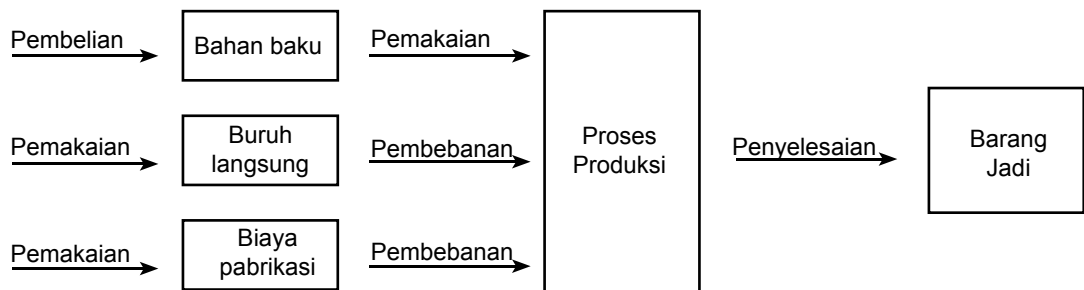 Pembelian
Bahan baku
Pemakaian
Pemakaian
Buruh
langsung
Pembebanan
Pemakaian
Biaya
pabrikasi
Pembebanan
Proses
Produksi
Penyelesaian
Barang
Jadi